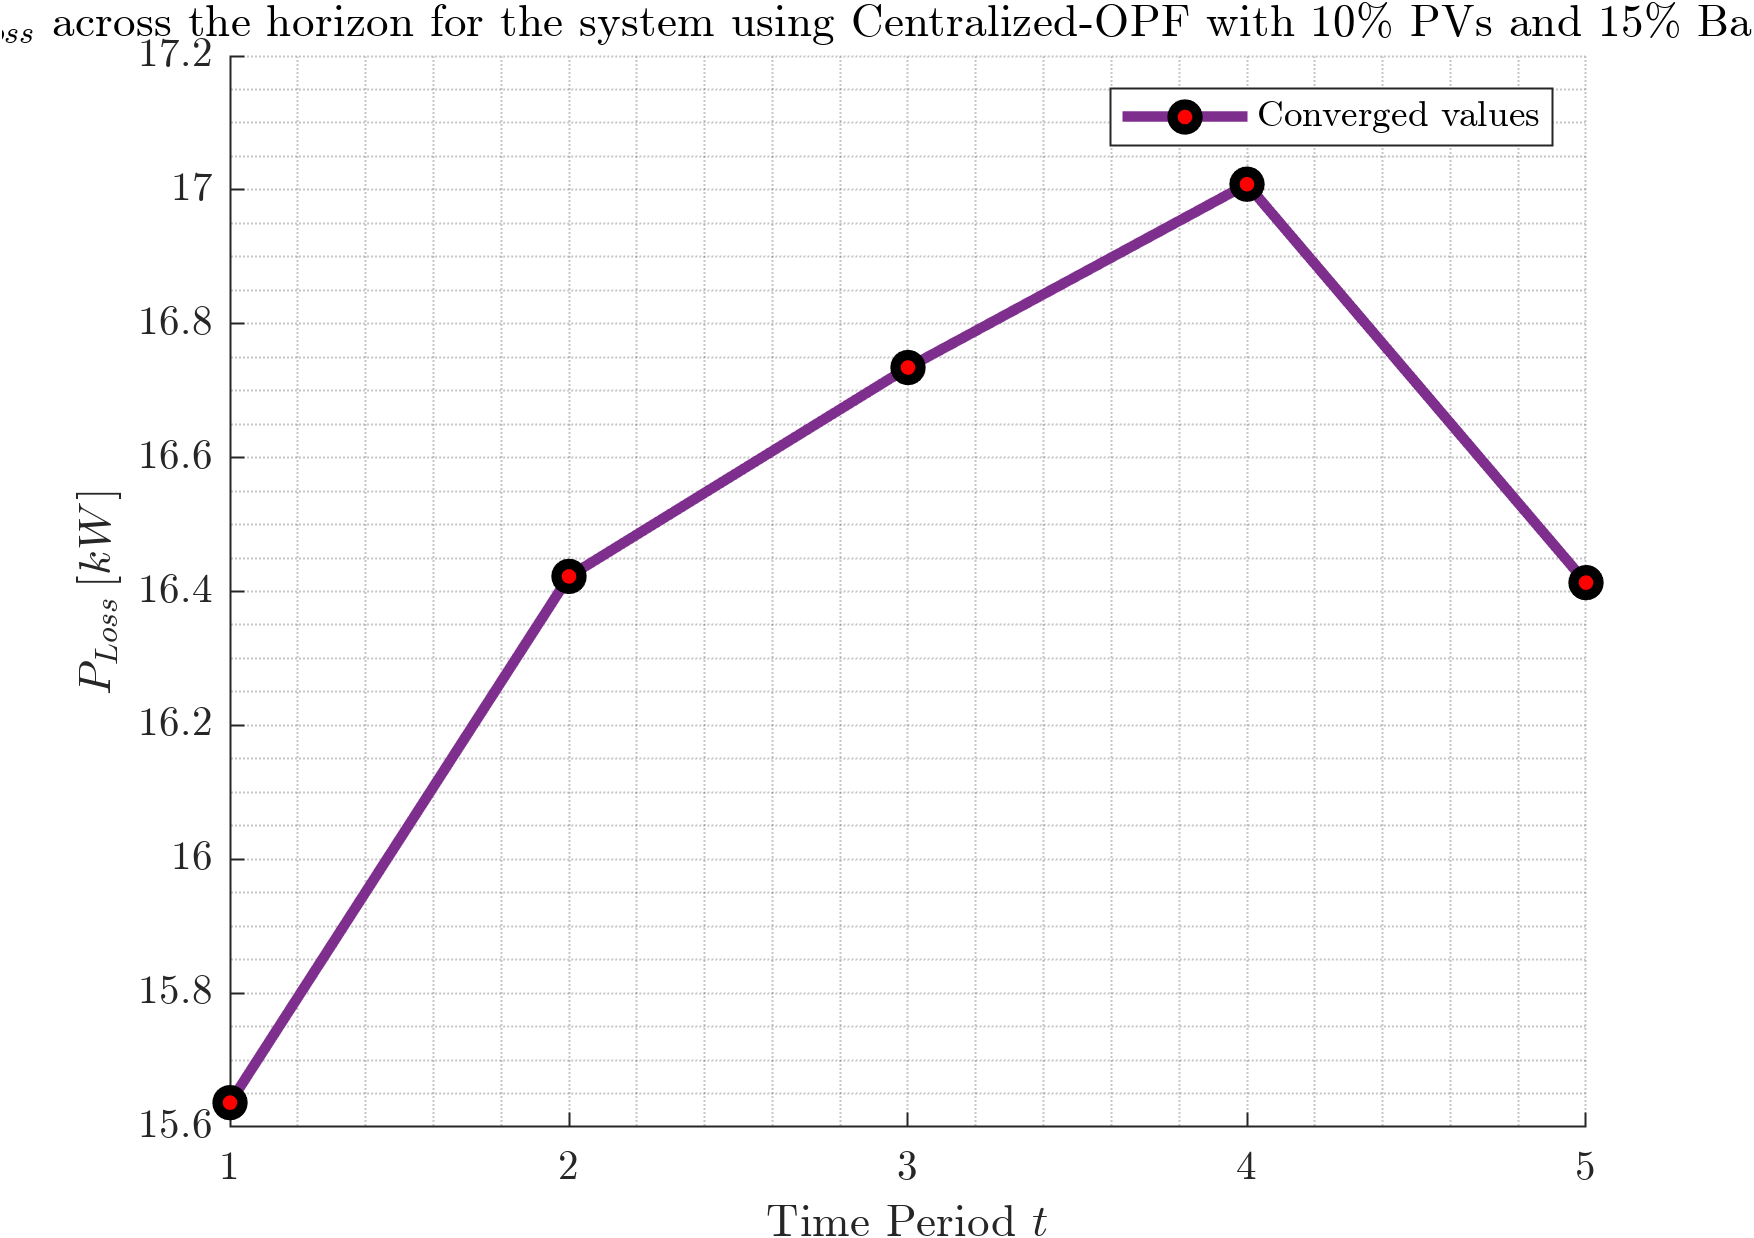 oss across the horizon for the system using Centralized-OPF with 10% PVs and 15% Ba
17.2
17
16.8
16.6
16.4
16.2
16
15.8
15.6
P_Loss [kW]
Converged values
1 2 3 4 5
Time Period t